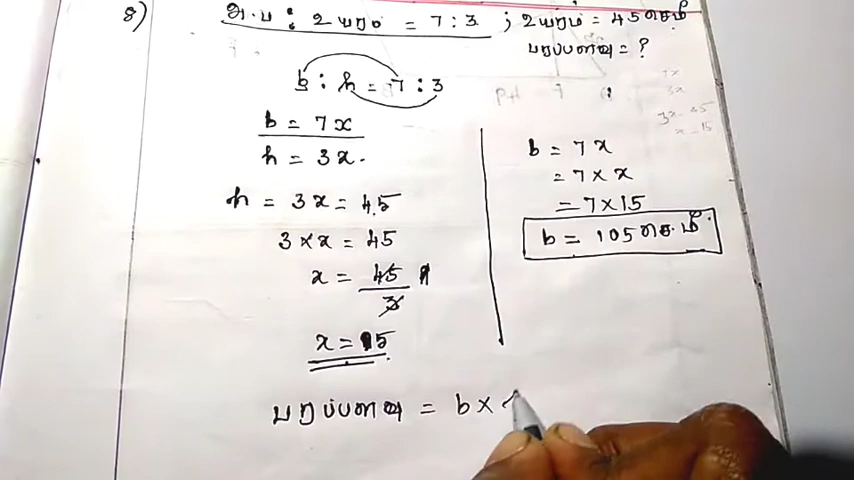 8) அ.ப : உயரம் = 7 : 3 ; உயரம் = 45 செ.மீ
பரப்பளவு = ?
b : h = 7 : 3
b = 7x
h = 3x.
h = 3x = 45
3 × x = 45
x = 45
3
x = 15
b = 7x
= 7 × x
= 7 × 15
b = 105 செ.மீ.
பரப்பளவு = b ×